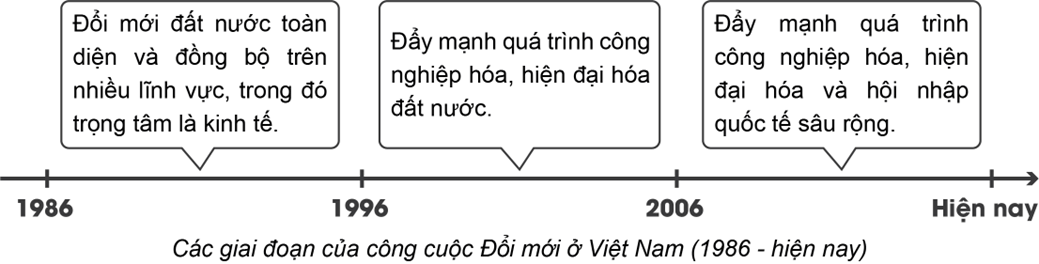 Đổi mới đất nước toàn
diện và đồng bộ trên
nhiều lĩnh vực, trong đó
trọng tâm là kinh tế.
Đẩy mạnh quá trình công
nghiệp hóa, hiện đại hóa
đất nước.
Đẩy mạnh quá trình
công nghiệp hóa, hiện
đại hóa và hội nhập
quốc tế sâu rộng.
1986
1996
2006
Hiện nay
Các giai đoạn của công cuộc Đổi mới ở Việt Nam (1986 - hiện nay)